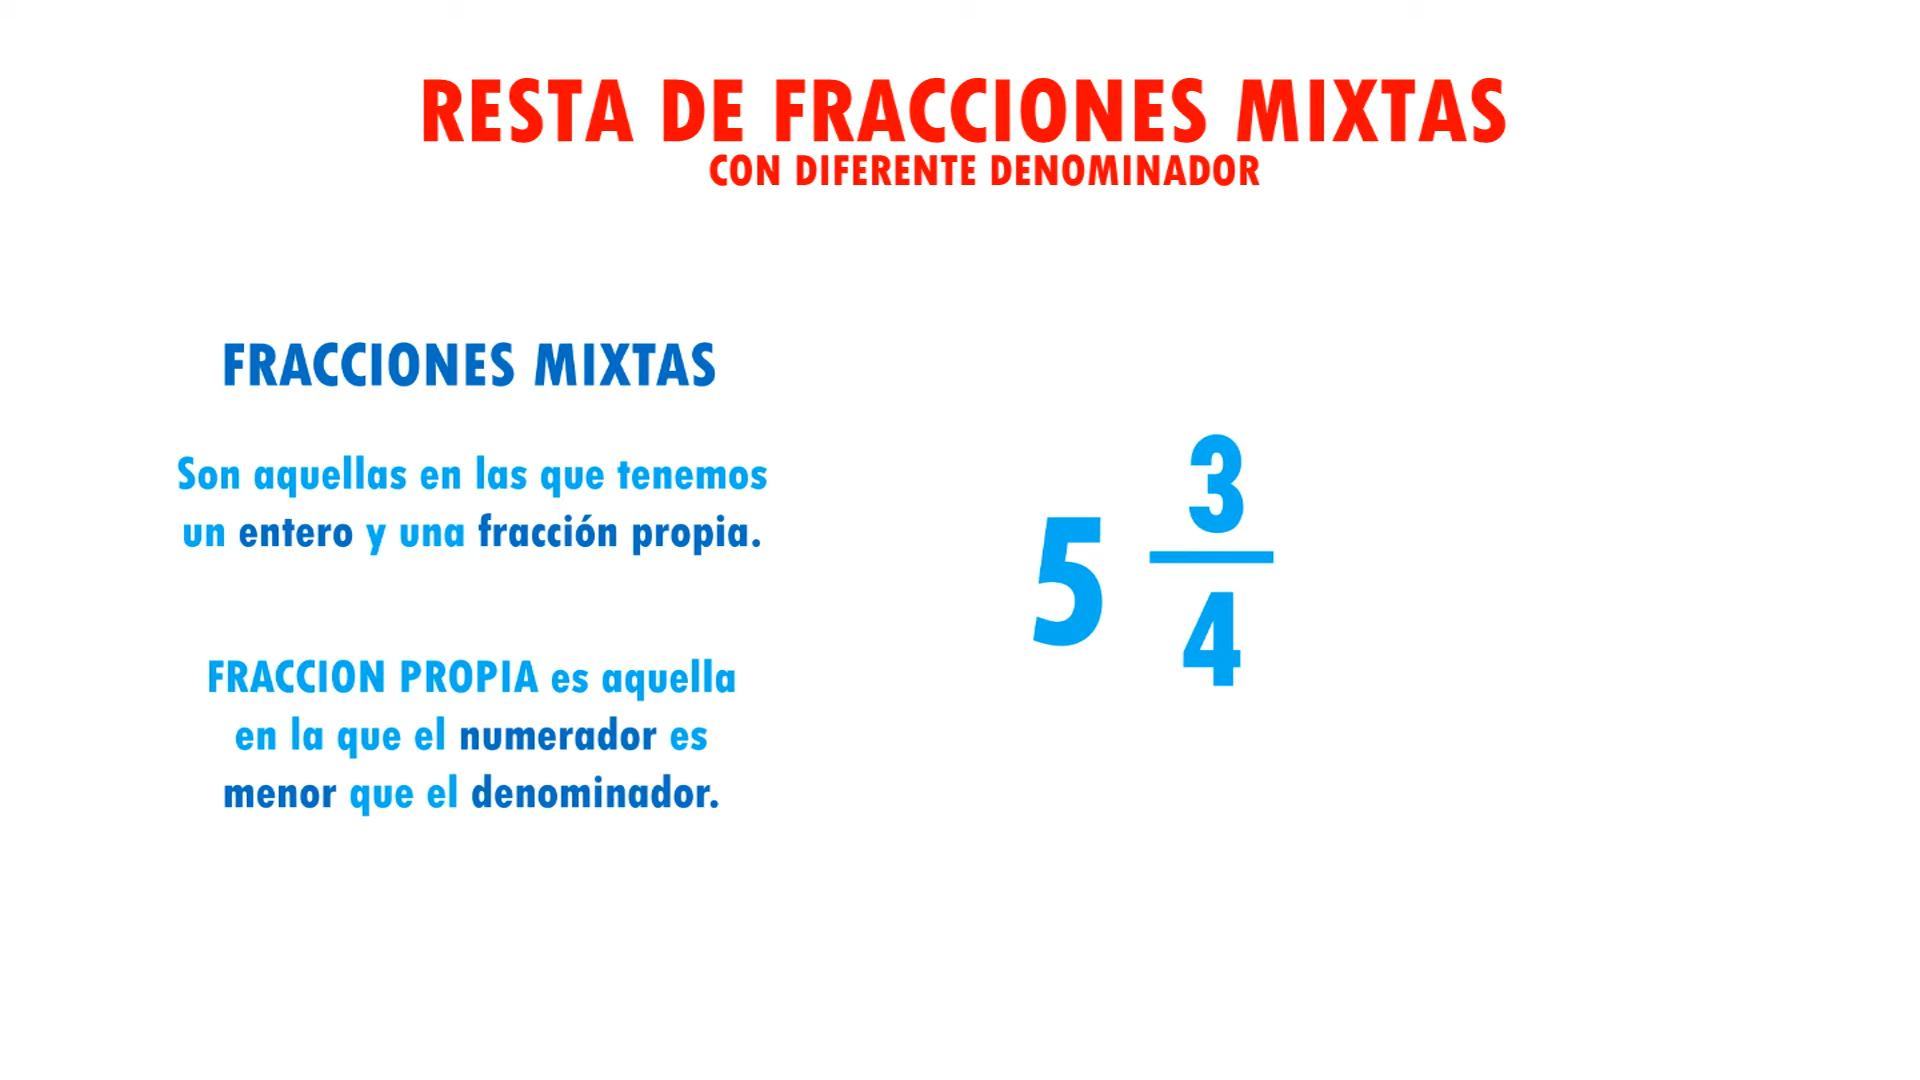 RESTA DE FRACCIONES MIXTAS
CON DIFERENTE DENOMINADOR
FRACCIONES MIXTAS
Son aquellas en las que tenemos
un entero y una fracción propia.
FRACCION PROPIA es aquella
en la que el numerador es
menor que el denominador.
5 3/4